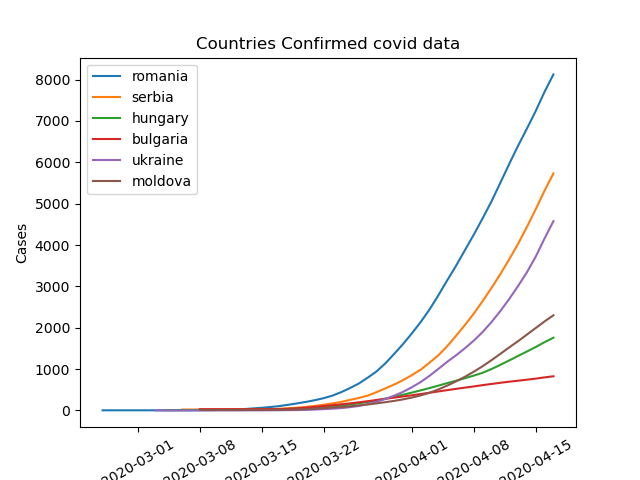 Countries Confirmed covid data
romania
serbia
hungary
bulgaria
ukraine
moldova
Cases
8000
7000
6000
5000
4000
3000
2000
1000
0
2020-03-01
2020-03-08
2020-03-15
2020-03-22
2020-04-01
2020-04-08
2020-04-15